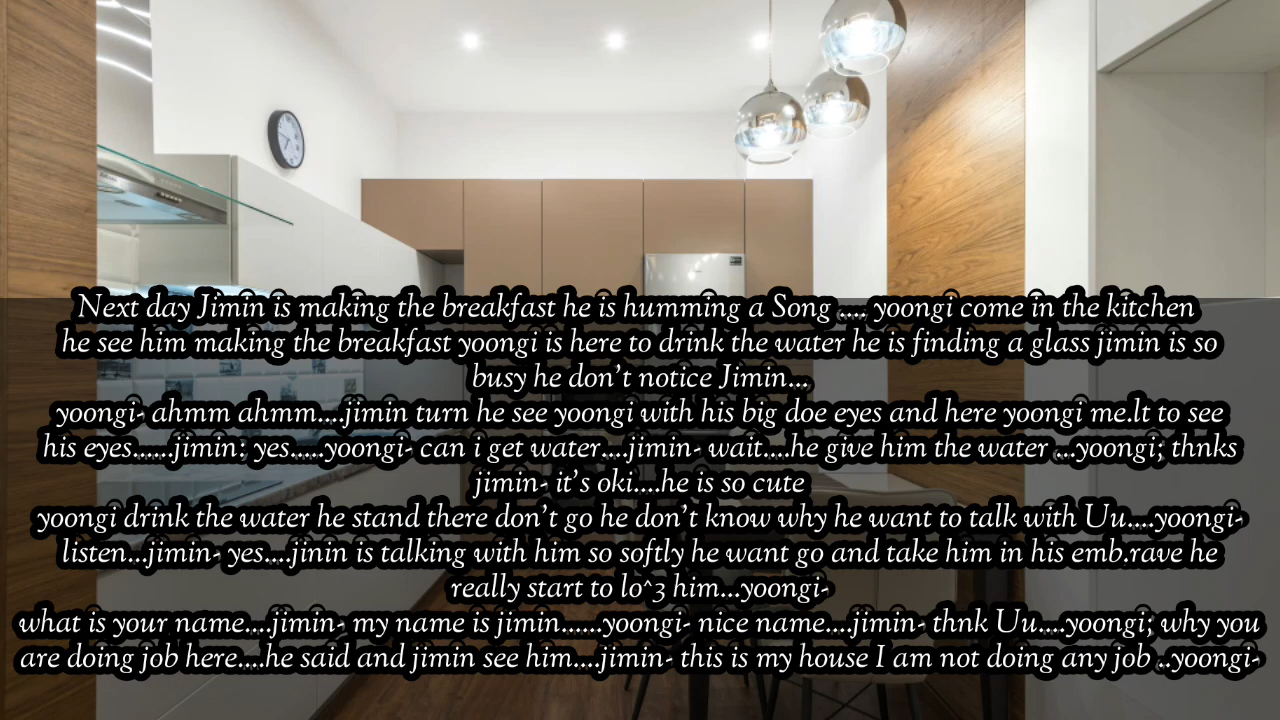 Next day Jimin is making the breakfast he is humming a Song .... yoongi come in the kitchen
he see him making the breakfast yoongi is here to drink the water he is finding a glass jimin is so
busy he don't notice Jimin...
yoongi- ahmm ahmm....jimin turn he see yoongi with his big doe eyes and here yoongi me.lt to see
his eyes......jimin; yes.....yoongi- can i get water....jimin- wait....he give him the water ...yoongi; thnks
jimin- it's oki....he is so cute
yoongi drink the water he stand there don't go he don't know why he want to talk with Uu....yoongi-
listen...jimin- yes....jinin is talking with him so softly he want go and take him in his emb.rave he
really start to lo^3 him...yoongi-
what is your name....jimin- my name is jimin......yoongi- nice name....jimin- thnk Uu....yoongi; why you
are doing job here....he said and jimin see him....jimin- this is my house I am not doing any job ..yoongi-